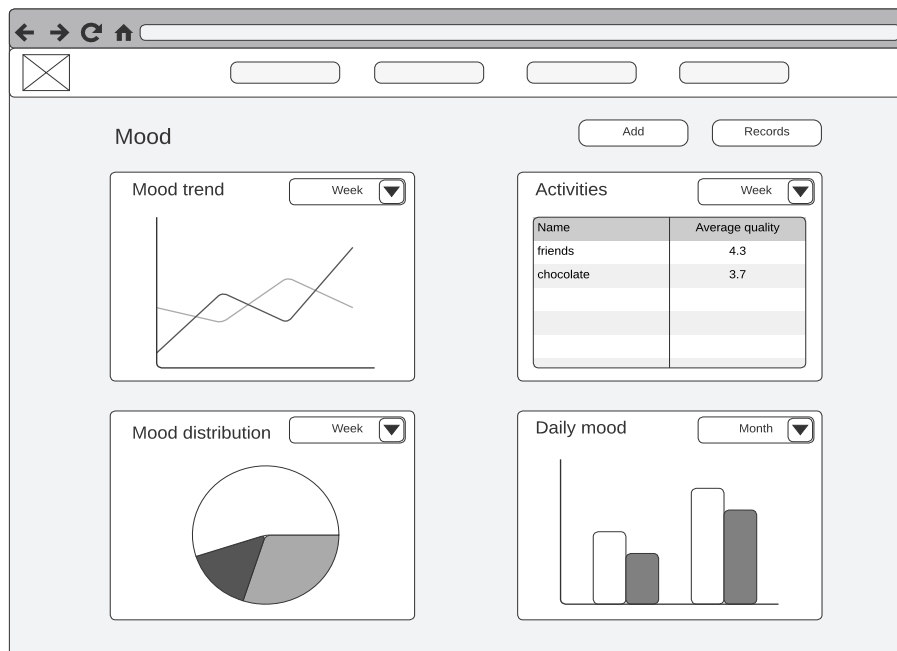 Mood
Add
Records
Mood trend
Week
Activities
Week
Name Average quality
friends 4.3
chocolate 3.7
Mood distribution
Week
Daily mood
Month